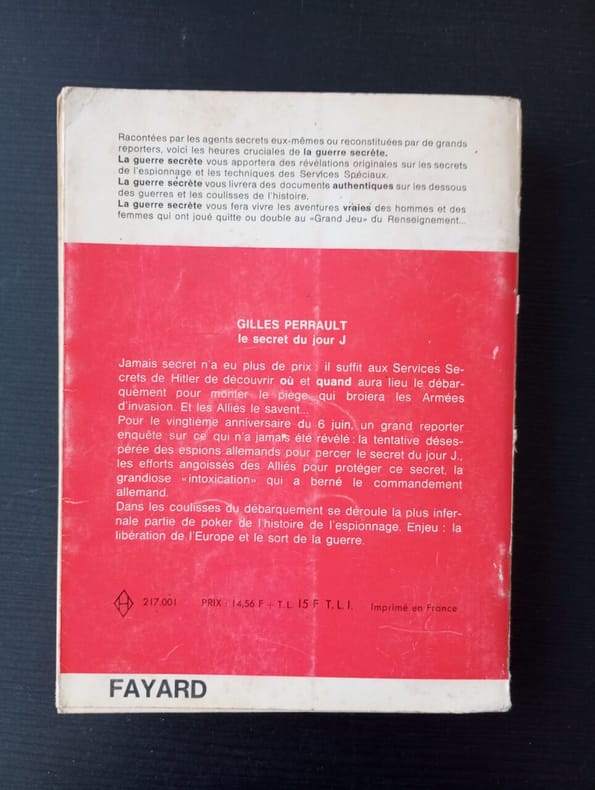 Racontées par les agents secrets eux-mêmes ou reconstituées par de grands
reporters, voici les heures cruciales de la guerre secrète.
La guerre secrète vous apportera des révélations originales sur les secrets
de l'espionnage et les techniques des Services Spéciaux.
La guerre secrète vous livrera des documents authentiques sur les dessous
des guerres et les coulisses de l'histoire.
La guerre secrète vous fera vivre les aventures vraies des hommes et des
femmes qui ont joué quitte ou double au «Grand Jeu» du Renseignement...
GILLES PERRAULT
le secret du jour J
Jamais secret n'a eu plus de prix : il suffit aux Services Se-
crets de Hitler de découvrir où et quand aura lieu le débar-
quement pour monter le piège qui broiera les Armées
d'invasion. Et les Alliés le savent...
Pour le vingtième anniversaire du 6 juin, un grand reporter
enquête sur ce qui n'a jamais été révélé : la tentative déses-
pérée des espions allemands pour percer le secret du jour J.,
les efforts angoissés des Alliés pour protéger ce secret, la
grandiose «intoxication» qui a berné le commandement
allemand.
Dans les coulisses du débarquement se déroule la plus infer-
nale partie de poker de l'histoire de l'espionnage. Enjeu : la
libération de l'Europe et le sort de la guerre.
H 217.001 PRIX : 14,56 F + T.L. 15 F T.L.I. Imprimé en France
FAYARD